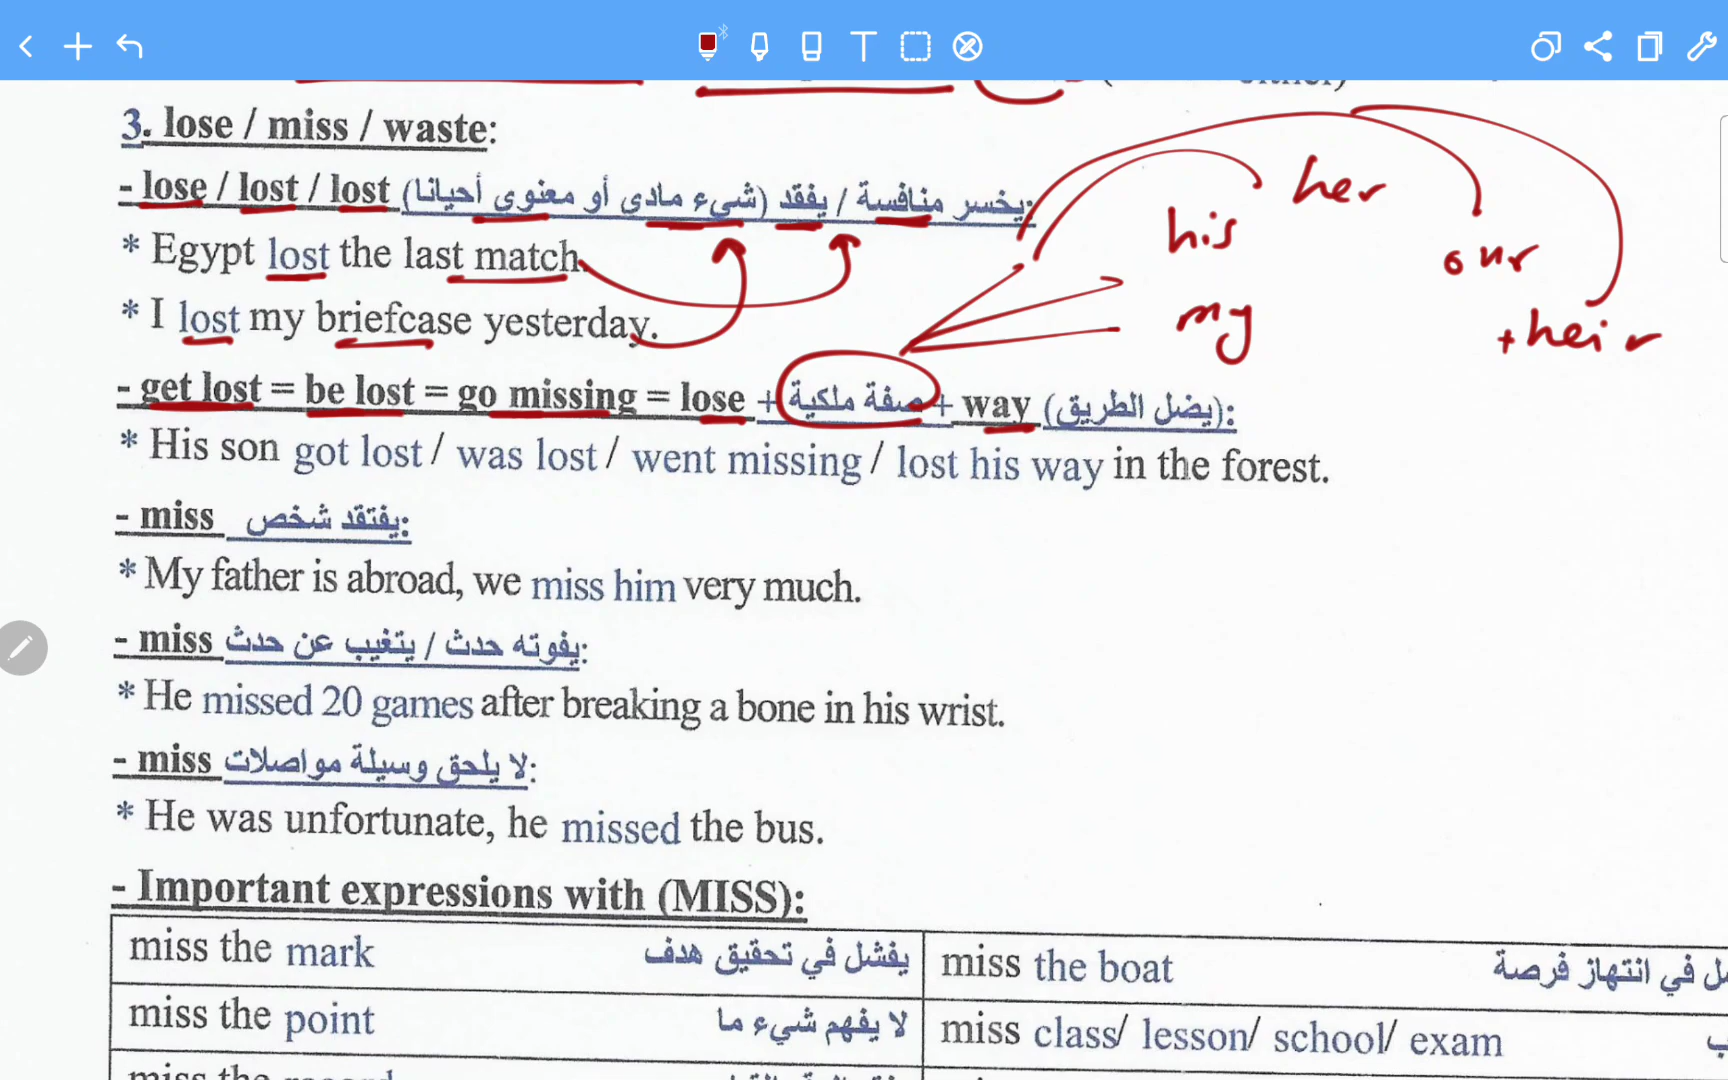 3. lose / miss / waste:
- lose / lost / lost (يخسر منافسة / يفقد (شيء مادى أو معنوى أحيانا:
* Egypt lost the last match.
* I lost my briefcase yesterday.
her
his
our
my
their
- get lost = be lost = go missing = lose + صفة ملكية + way (يضل الطريق):
* His son got lost / was lost / went missing / lost his way in the forest.
- miss يفتقد شخص:
* My father is abroad, we miss him very much.
- miss يفوته حدث / يتغيب عن حدث:
* He missed 20 games after breaking a bone in his wrist.
- miss لا يلحق وسيلة مواصلات:
* He was unfortunate, he missed the bus.
- Important expressions with (MISS):
miss the mark يفشل في تحقيق هدف miss the boat في انتهاز فرصة
miss the point لا يفهم شيء ما miss class/ lesson/ school/ exam